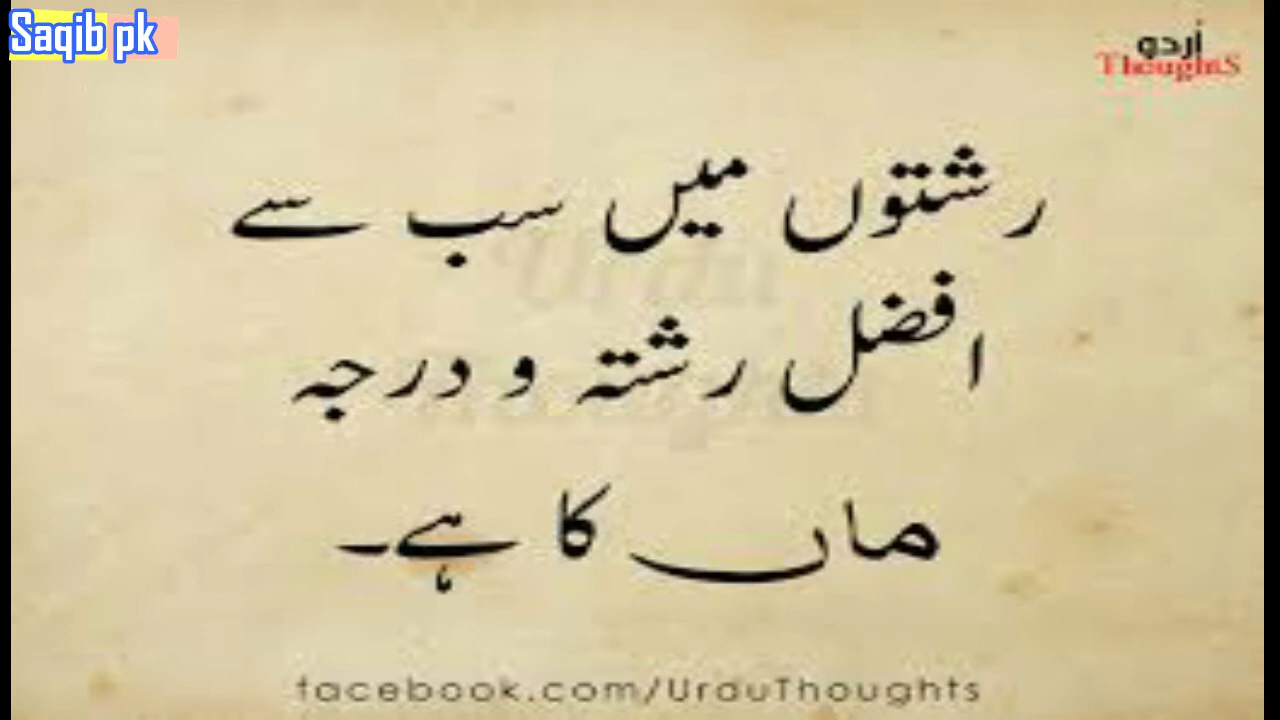 Saqib pk
اُردو
ThoughtS
رشتوں میں سب سے
افضل رشتہ و درجہ
ماں کا ہے۔
facebook.com/UrduThoughts